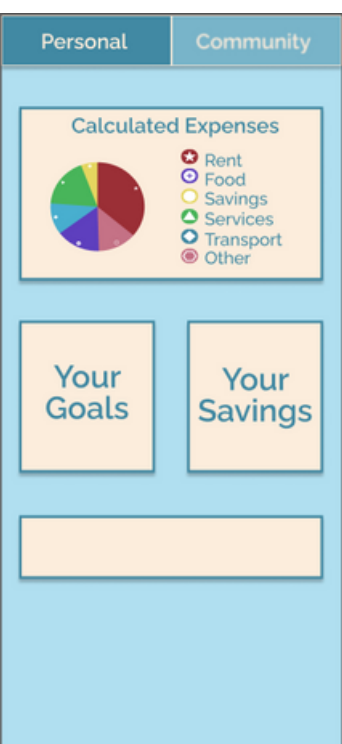 Personal
Community
Calculated Expenses
Rent
Food
Savings
Services
Transport
Other
Your
Goals
Your
Savings